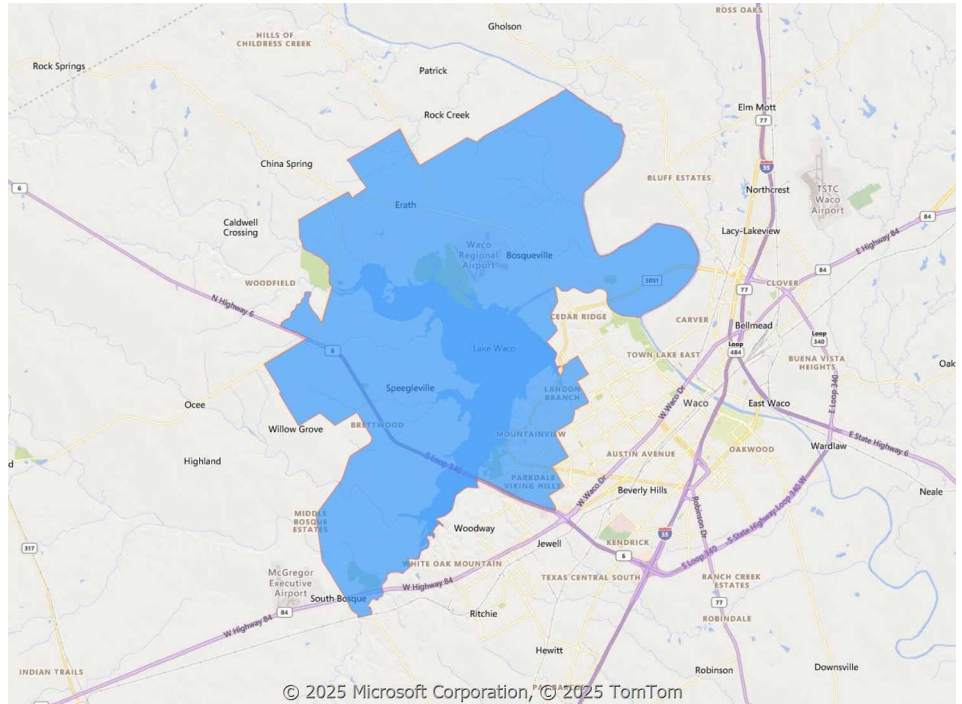 ROSS OAKS
Gholson
HILLS OF
CHILDRESS CREEK
Rock Springs
Patrick
Elm Mott
Rock Creek
77
China Spring
35
BLUFF ESTATES
Northcrest
TSTC
Waco
Airport
6
Erath
84
Caldwell
Crossing
Lacy-Lakeview
E Highway 84
Waco
Regional
Airport
Bosqueville
84
WOODFIELD
3051
CLOVER
77
N Highway 6
CEDAR RIDGE
CARVER
Bellmead
Loop
340
Loop
484
6
Lake Waco
TOWN LAKE EAST
BUENA VISTA
HEIGHTS
Oak
Speegleville
LANDON
BRANCH
W Waco Dr
E Loop 340
Ocee
Waco
East Waco
Willow Grove
BRETTWOOD
MOUNTAINVIEW
E State Highway 6
Highland
S Loop 340
AUSTIN AVENUE
OAKWOOD
Wardlaw
d
PARKDALE
VIKING HILLS
W Waco Dr
Beverly Hills
Neale
MIDDLE
BOSQUE
ESTATES
Robinson Dr
S State Highway Loop 340 W
Woodway
35
317
Jewell
KENDRICK
6
S Loop 340
WHITE OAK MOUNTAIN
McGregor
Executive
Airport
TEXAS CENTRAL SOUTH
RANCH CREEK
ESTATES
W Highway 84
South Bosque
84
Ritchie
77
ROBINDALE
W Highway 84
Hewitt
INDIAN TRAILS
Robinson
Downsville
© 2025 Microsoft Corporation, © 2025 TomTom